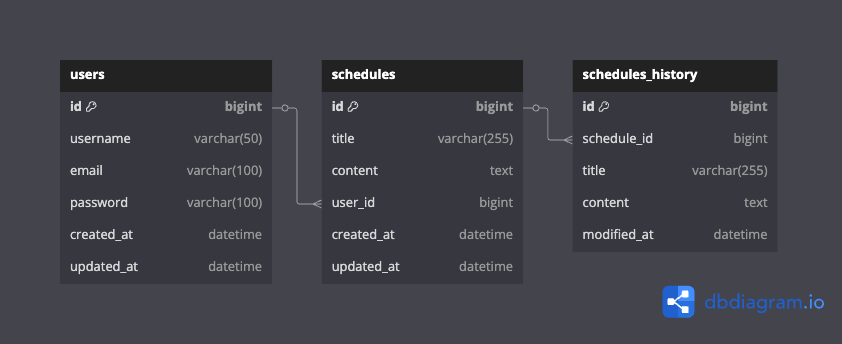 users
id bigint
username varchar(50)
email varchar(100)
password varchar(100)
created_at datetime
updated_at datetime
schedules
id bigint
title varchar(255)
content text
user_id bigint
created_at datetime
updated_at datetime
schedules_history
id bigint
schedule_id bigint
title varchar(255)
content text
modified_at datetime
dbdiagram.io